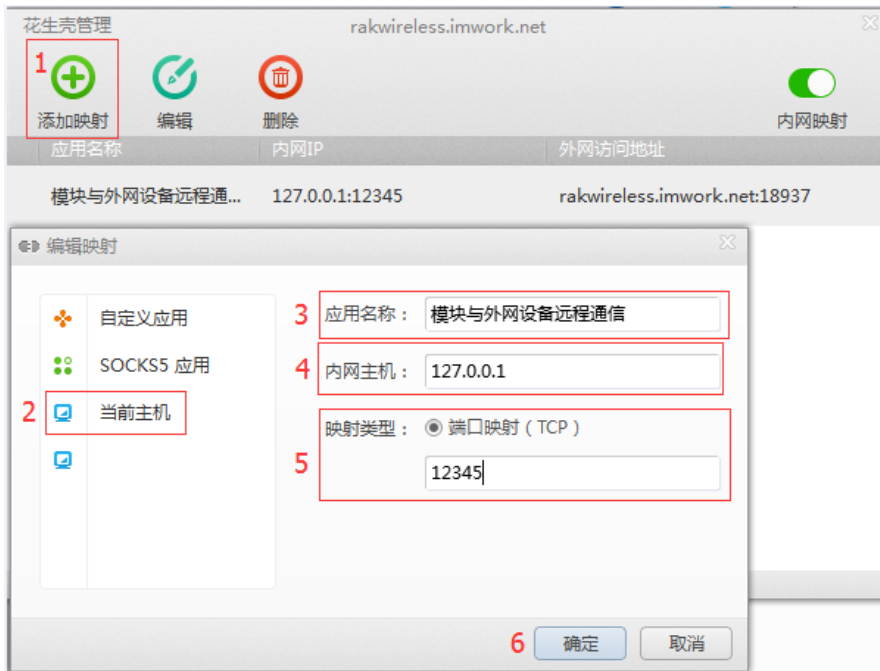 花生壳管理 rakwireless.imwork.net
1
添加映射 编辑 删除 内网映射
应用名称 内网IP 外网访问地址
模块与外网设备远程通... 127.0.0.1:12345 rakwireless.imwork.net:18937
编辑映射
自定义应用
SOCKS5 应用
2 当前主机
3 应用名称： 模块与外网设备远程通信
4 内网主机： 127.0.0.1
映射类型： 端口映射（TCP）
5 12345
6 确定 取消